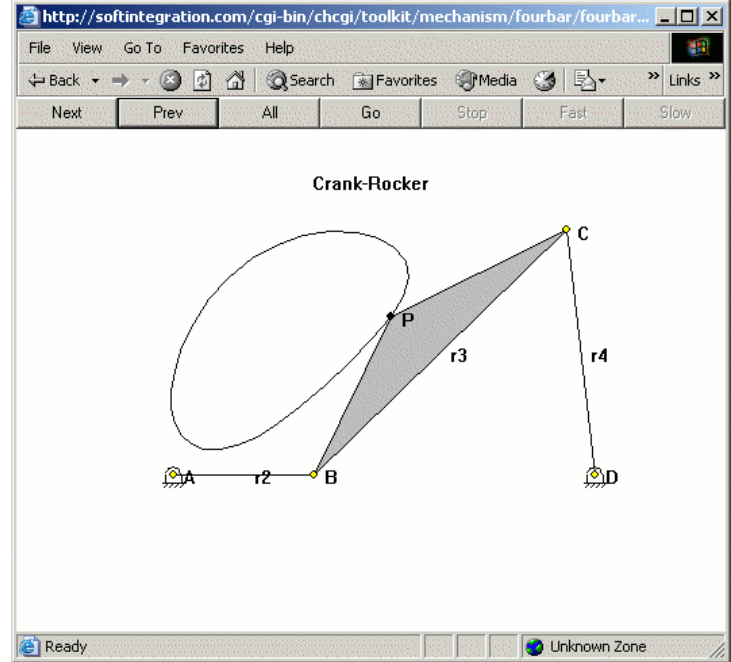 http://softintegration.com/cgi-bin/chcgi/toolkit/mechanism/fourbar/fourbar...
File View Go To Favorites Help
Back Search Favorites Media » Links »
Next Prev All Go Stop Fast Slow
Crank-Rocker
C
P
r3 r4
A r2 B D
Ready Unknown Zone